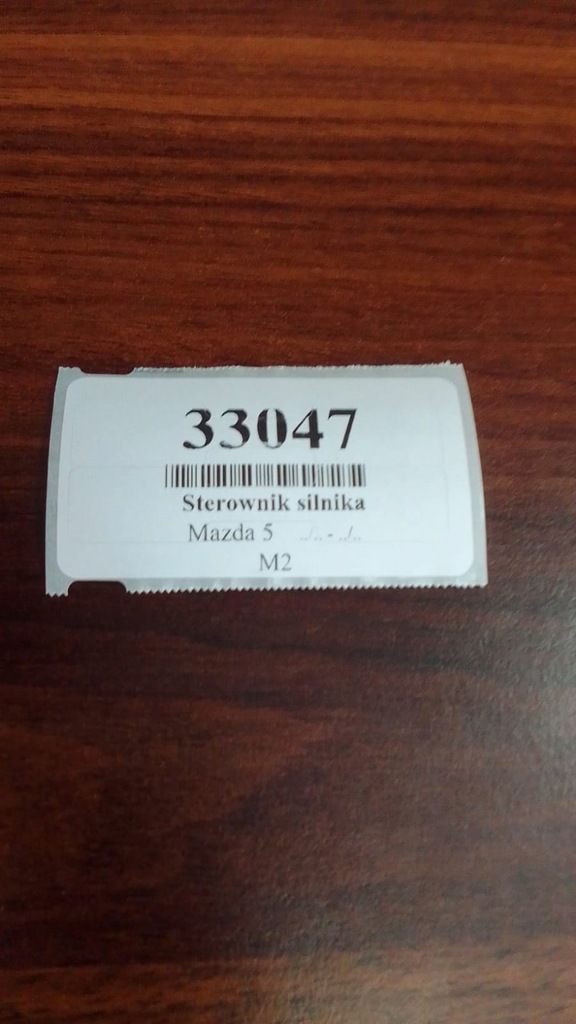 33047
Sterownik silnika
Mazda 5 ../.. - ../..
M2